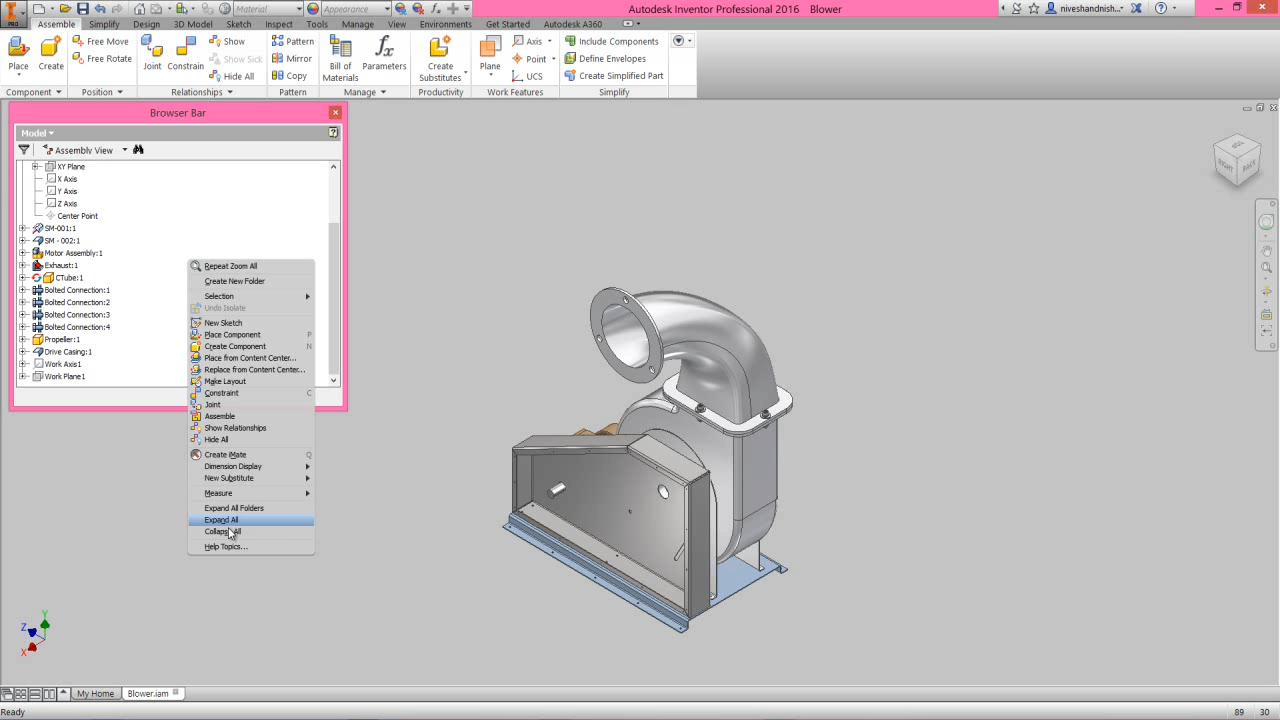 PRO
Material
Appearance
Autodesk Inventor Professional 2016 Blower
niveshandnish...
Assemble Simplify Design 3D Model Sketch Inspect Tools Manage View Environments Get Started Autodesk A360
Place
Create
Free Move
Free Rotate
Joint
Constrain
Show
Show Sick
Hide All
Pattern
Mirror
Copy
Bill of
Materials
Parameters
Create
Substitutes
Plane
Axis
Point
UCS
Include Components
Define Envelopes
Create Simplified Part
Component Position Relationships Pattern Manage Productivity Work Features Simplify
Browser Bar
Model
Assembly View
XY Plane
X Axis
Y Axis
Z Axis
Center Point
SM-001:1
SM - 002:1
Motor Assembly:1
Exhaust:1
CTube:1
Bolted Connection:1
Bolted Connection:2
Bolted Connection:3
Bolted Connection:4
Propeller:1
Drive Casing:1
Work Axis1
Work Plane1
Repeat Zoom All
Create New Folder
Selection
Undo Isolate
New Sketch
Place Component P
Create Component N
Place from Content Center...
Replace from Content Center...
Make Layout
Constraint C
Joint
Assemble
Show Relationships
Hide All
Create iMate Q
Dimension Display
New Substitute
Measure
Expand All Folders
Expand All
Collapse All
Help Topics...
RIGHT
BACK
Y
Z
X
My Home Blower.iam
Ready 89 30